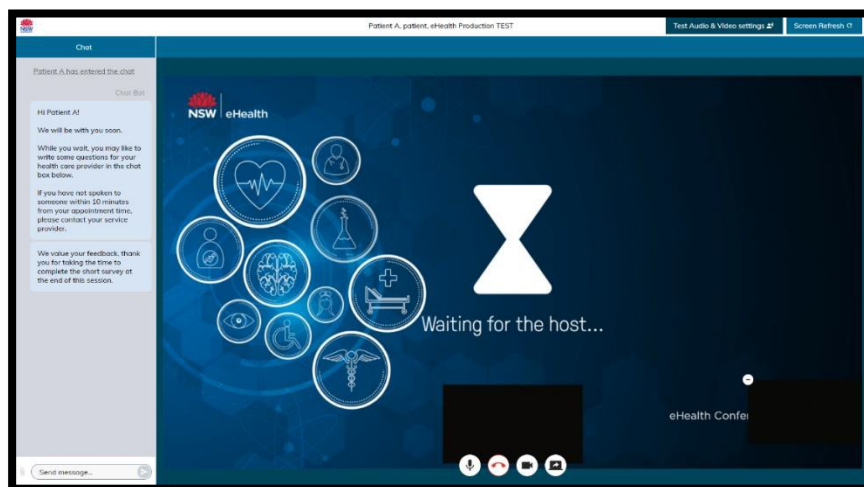 NSW
Patient A, patient, eHealth Production TEST
Test Audio & Video settings
Screen Refresh
Chat
Patient A has entered the chat
Chat Bot
Hi Patient A!
We will be with you soon.
While you wait, you may like to
write some questions for your
health care provider in the chat
box below.
If you have not spoken to
someone within 10 minutes
from your appointment time,
please contact your service
provider.
We value your feedback, thank
you for taking the time to
complete the short survey at
the end of this session.
Send message...
NSW eHealth
Waiting for the host...
eHealth Confe